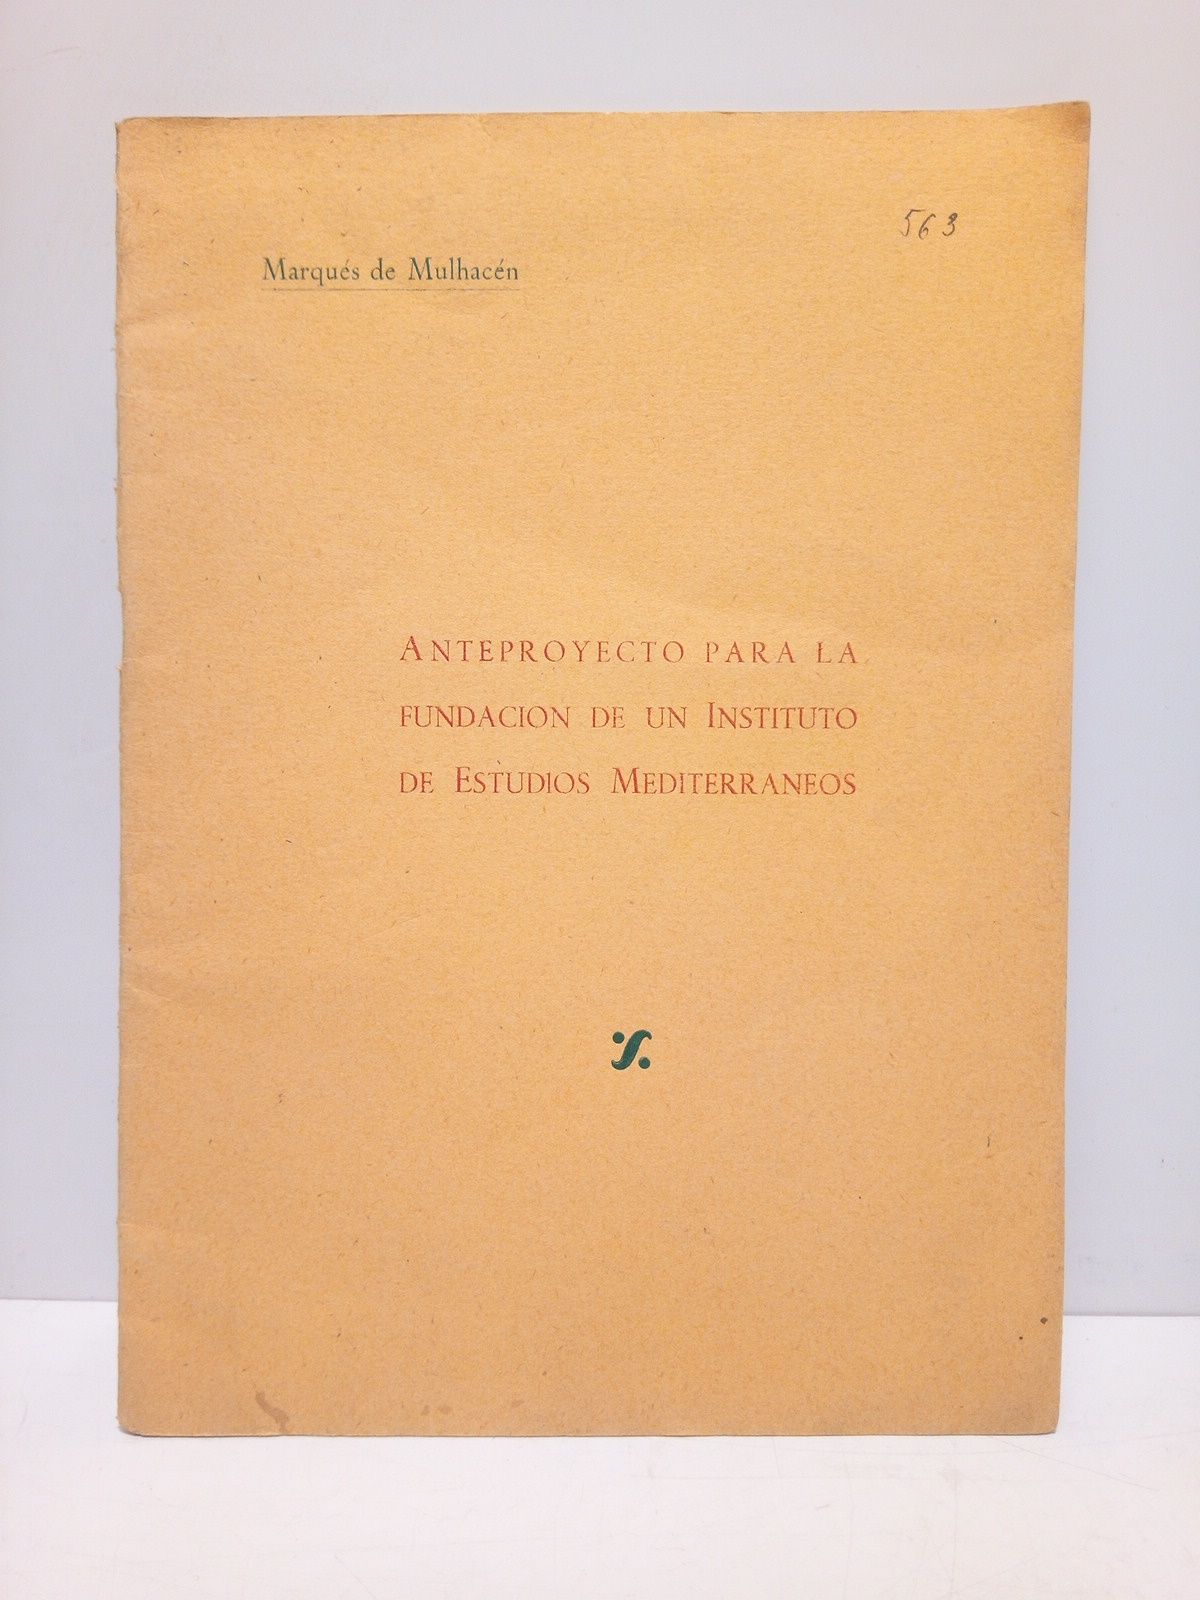 563
Marqués de Mulhacén
ANTEPROYECTO PARA LA
FUNDACION DE UN INSTITUTO
DE ESTUDIOS MEDITERRANEOS